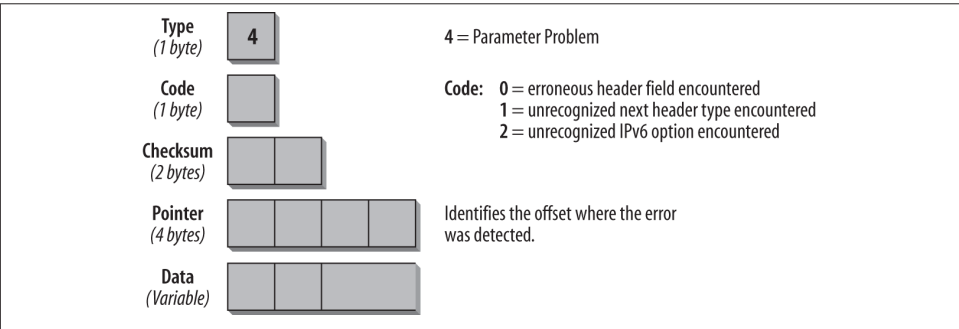 Type
(1 byte)
4
4 = Parameter Problem
Code
(1 byte)
Code: 0 = erroneous header field encountered
1 = unrecognized next header type encountered
2 = unrecognized IPv6 option encountered
Checksum
(2 bytes)
Pointer
(4 bytes)
Identifies the offset where the error
was detected.
Data
(Variable)